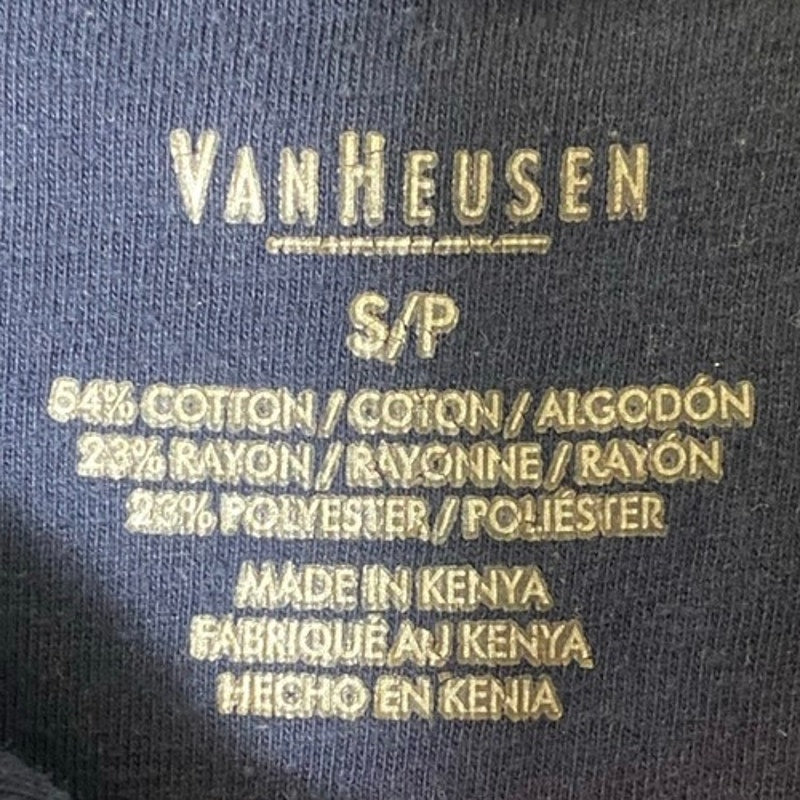 VANHEUSEN
S/P
54% COTTON / COTON / ALGODÓN
23% RAYON / RAYONNE / RAYÓN
23% POLYESTER / POLIÉSTER
MADE IN KENYA
FABRIQUÉ AU KENYA
HECHO EN KENIA